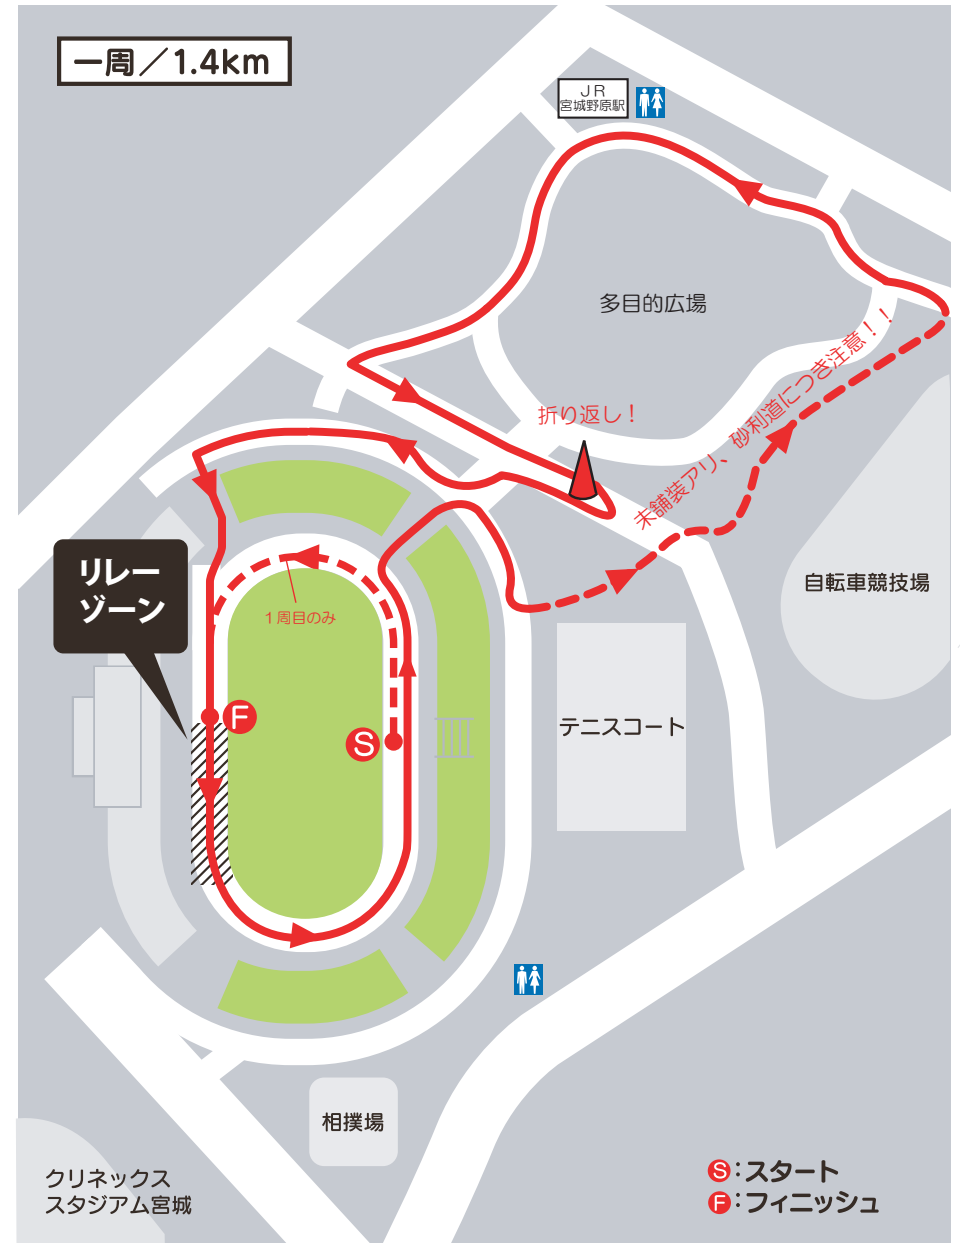 一周／1.4km
JR
宮城野原駅
多目的広場
折り返し！
未舗装アリ、砂利道につき注意！！
自転車競技場
リレー
ゾーン
1周目のみ
F
S
テニスコート
相撲場
クリネックス
スタジアム宮城
S：スタート
F：フィニッシュ